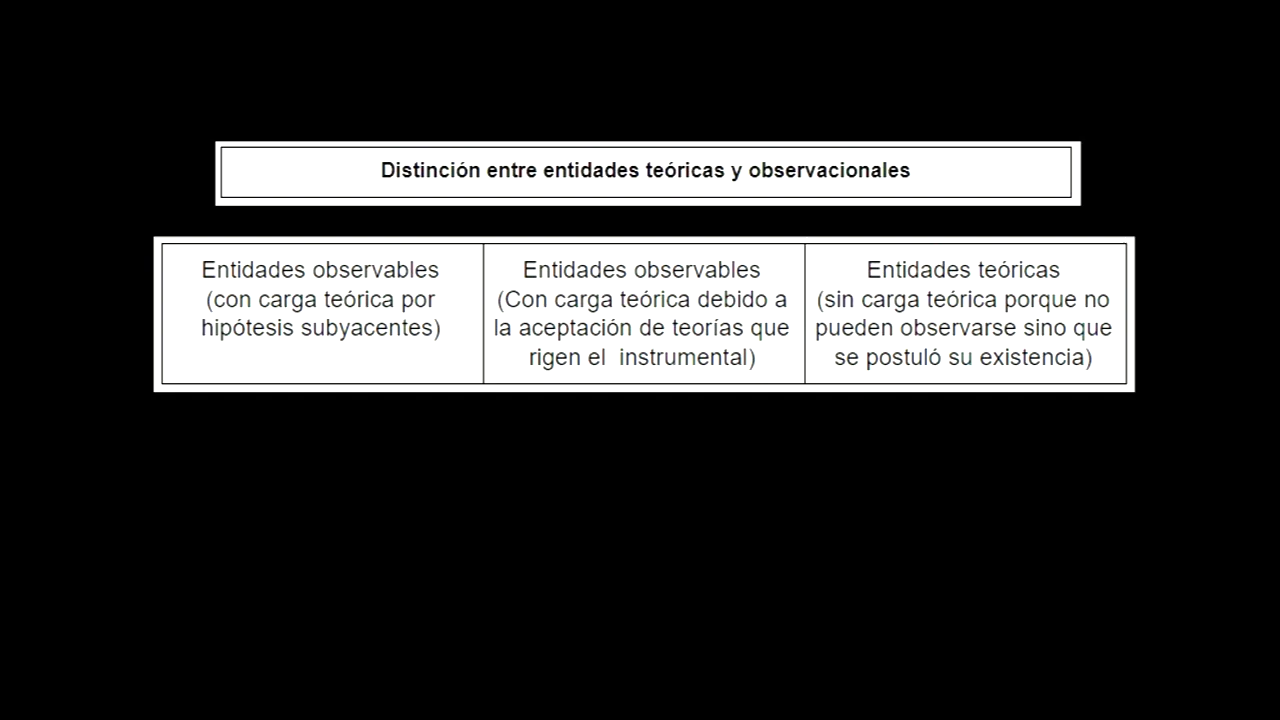 Distinción entre entidades teóricas y observacionales
Entidades observables
(con carga teórica por
hipótesis subyacentes)
Entidades observables
(Con carga teórica debido a
la aceptación de teorías que
rigen el  instrumental)
Entidades teóricas
(sin carga teórica porque no
pueden observarse sino que
se postuló su existencia)